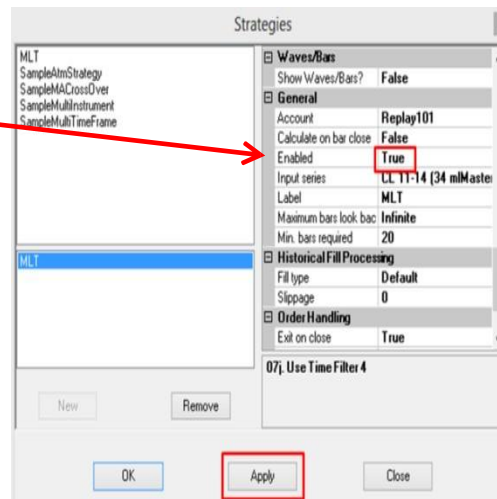 Strategies
MLT
SampleAtmStrategy
SampleMACrossOver
SampleMultiInstrument
SampleMultiTimeFrame
MLT
New
Remove
Waves/Bars
Show Waves/Bars? False
General
Account Replay101
Calculate on bar close False
Enabled True
Input series CL 11-14 (34 mlMaster
Label MLT
Maximum bars look bac Infinite
Min. bars required 20
Historical Fill Processing
Fill type Default
Slippage 0
Order Handling
Exit on close True
07j. Use Time Filter 4
OK
Apply
Close